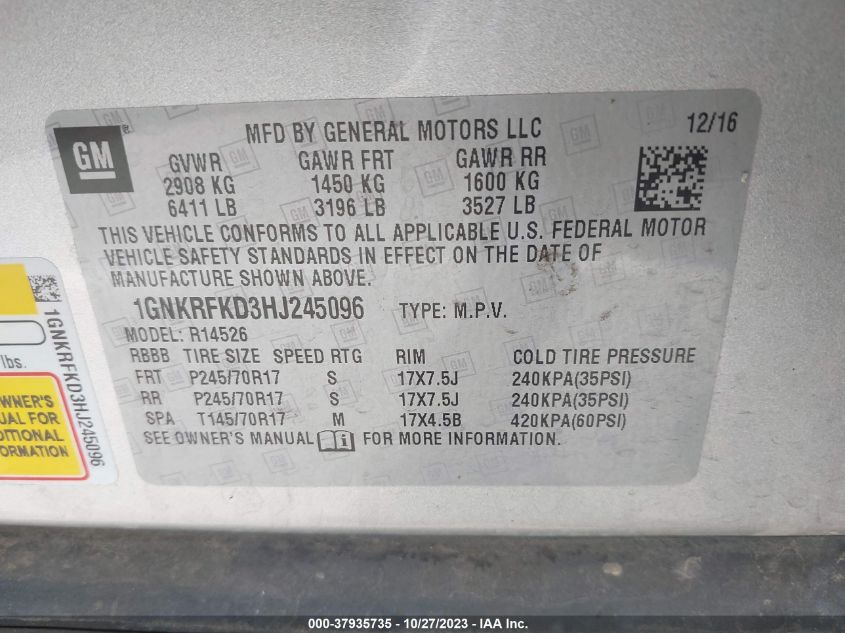 GM
MFD BY GENERAL MOTORS LLC
12/16
GVWR GAWR FRT GAWR RR
2908 KG 1450 KG 1600 KG
6411 LB 3196 LB 3527 LB
THIS VEHICLE CONFORMS TO ALL APPLICABLE U.S. FEDERAL MOTOR
VEHICLE SAFETY STANDARDS IN EFFECT ON THE DATE OF
MANUFACTURE SHOWN ABOVE.
1GNKRFKD3HJ245096 TYPE: M.P.V.
MODEL: R14526
RBBB TIRE SIZE SPEED RTG RIM COLD TIRE PRESSURE
FRT P245/70R17 S 17X7.5J 240KPA(35PSI)
RR P245/70R17 S 17X7.5J 240KPA(35PSI)
SPA T145/70R17 M 17X4.5B 420KPA(60PSI)
SEE OWNER'S MANUAL FOR MORE INFORMATION.
1GNKRFKD3HJ245096
lbs.
WNER'S
UAL FOR
DITIONAL
FORMATION
000-37935735 - 10/27/2023 - IAA Inc.